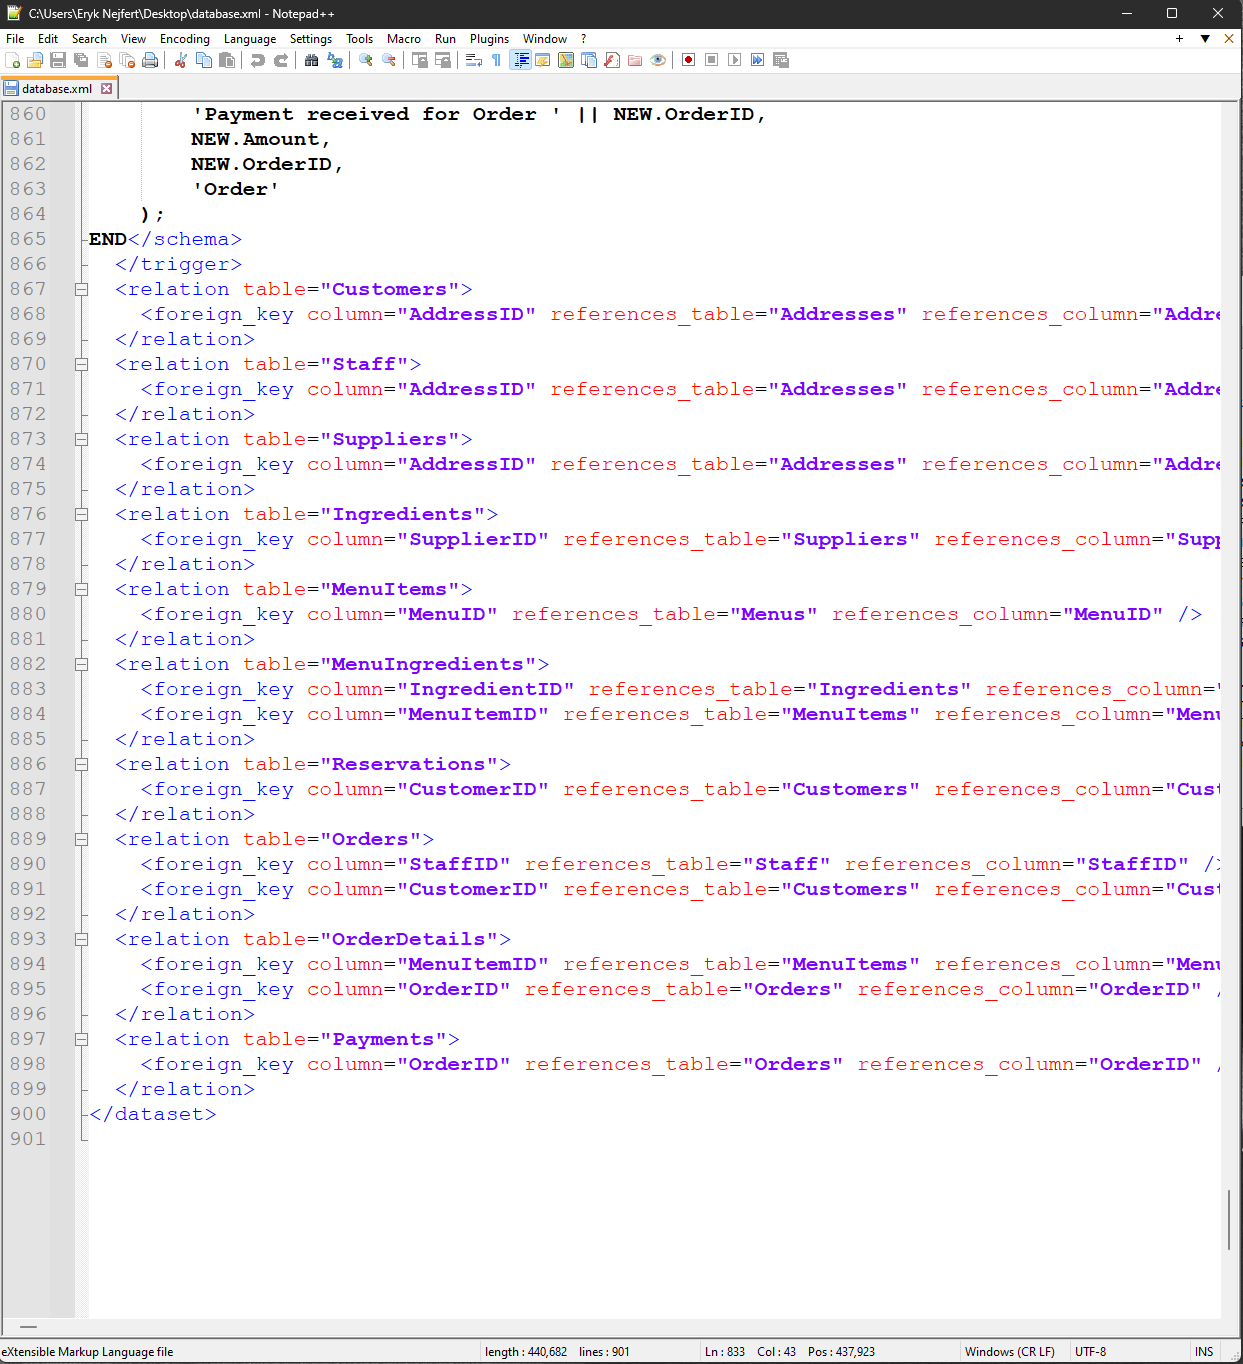 C:\Users\Eryk Nejfert\Desktop\database.xml - Notepad++
File Edit Search View Encoding Language Settings Tools Macro Run Plugins Window ? + ▼ ✕
database.xml
860 'Payment received for Order ' || NEW.OrderID,
861 NEW.Amount,
862 NEW.OrderID,
863 'Order'
864 );
865 END</schema>
866 </trigger>
867 <relation table="Customers">
868 <foreign_key column="AddressID" references_table="Addresses" references_column="Addre
869 </relation>
870 <relation table="Staff">
871 <foreign_key column="AddressID" references_table="Addresses" references_column="Addre
872 </relation>
873 <relation table="Suppliers">
874 <foreign_key column="AddressID" references_table="Addresses" references_column="Addre
875 </relation>
876 <relation table="Ingredients">
877 <foreign_key column="SupplierID" references_table="Suppliers" references_column="Supp
878 </relation>
879 <relation table="MenuItems">
880 <foreign_key column="MenuID" references_table="Menus" references_column="MenuID" />
881 </relation>
882 <relation table="MenuIngredients">
883 <foreign_key column="IngredientID" references_table="Ingredients" references_column="
884 <foreign_key column="MenuItemID" references_table="MenuItems" references_column="Menu
885 </relation>
886 <relation table="Reservations">
887 <foreign_key column="CustomerID" references_table="Customers" references_column="Cust
888 </relation>
889 <relation table="Orders">
890 <foreign_key column="StaffID" references_table="Staff" references_column="StaffID" />
891 <foreign_key column="CustomerID" references_table="Customers" references_column="Cust
892 </relation>
893 <relation table="OrderDetails">
894 <foreign_key column="MenuItemID" references_table="MenuItems" references_column="Menu
895 <foreign_key column="OrderID" references_table="Orders" references_column="OrderID" /
896 </relation>
897 <relation table="Payments">
898 <foreign_key column="OrderID" references_table="Orders" references_column="OrderID" /
899 </relation>
900 </dataset>
901
eXtensible Markup Language file length : 440,682 lines : 901 Ln : 833 Col : 43 Pos : 437,923 Windows (CR LF) UTF-8 INS